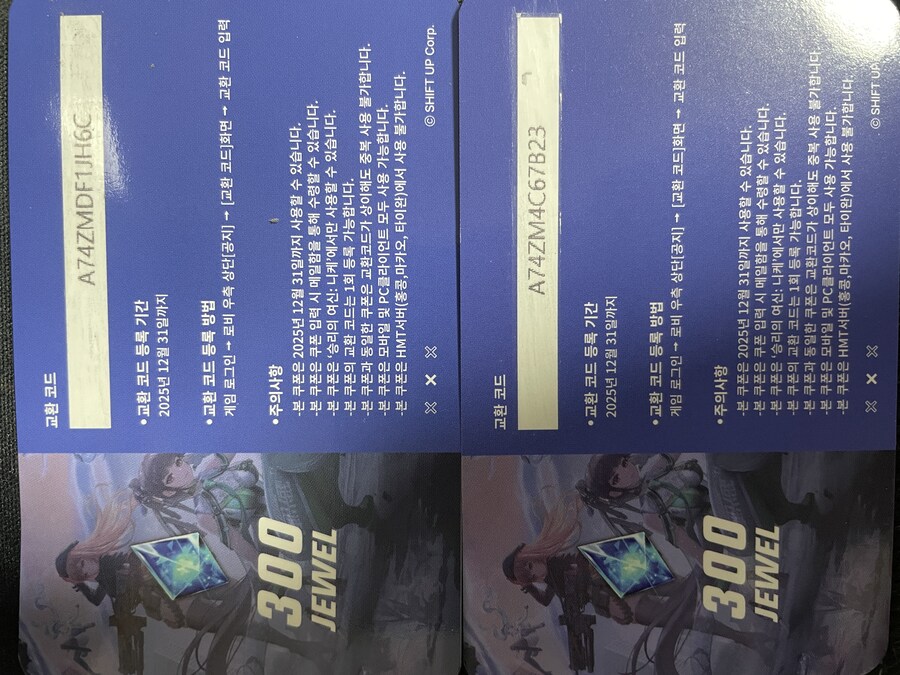 교환 코드
A74ZMDF1JH6C
• 교환 코드 등록 기간
2025년 12월 31일까지
• 교환 코드 등록 방법
게임 로그인 → 로비 우측 상단[공지] → [교환 코드]화면 → 교환 코드 입력
• 주의사항
-본 쿠폰은 2025년 12월 31일까지 사용할 수 있습니다.
-본 쿠폰은 쿠폰 입력 시 메일함을 통해 수령할 수 있습니다.
-본 쿠폰은 '승리의 여신: 니케'에서만 사용할 수 있습니다.
-본 쿠폰의 교환 코드는 1회 등록 가능합니다.
-본 쿠폰과 동일한 쿠폰은 교환코드가 상이해도 중복 사용 불가합니다.
-본 쿠폰은 모바일 및 PC클라이언트 모두 사용 가능합니다.
-본 쿠폰은 HMT서버(홍콩,마카오, 타이완)에서 사용 불가합니다.
© SHIFT UP Corp.
300
JEWEL
교환 코드
A74ZM4C67B23
• 교환 코드 등록 기간
2025년 12월 31일까지
• 교환 코드 등록 방법
게임 로그인 → 로비 우측 상단[공지] → [교환 코드]화면 → 교환 코드 입력
• 주의사항
-본 쿠폰은 2025년 12월 31일까지 사용할 수 있습니다.
-본 쿠폰은 쿠폰 입력 시 메일함을 통해 수령할 수 있습니다.
-본 쿠폰은 '승리의 여신: 니케'에서만 사용할 수 있습니다.
-본 쿠폰의 교환 코드는 1회 등록 가능합니다.
-본 쿠폰과 동일한 쿠폰은 교환코드가 상이해도 중복 사용 불가합니다.
-본 쿠폰은 모바일 및 PC클라이언트 모두 사용 가능합니다.
-본 쿠폰은 HMT서버(홍콩,마카오, 타이완)에서 사용 불가합니다.
© SHIFT UP
300
JEWEL